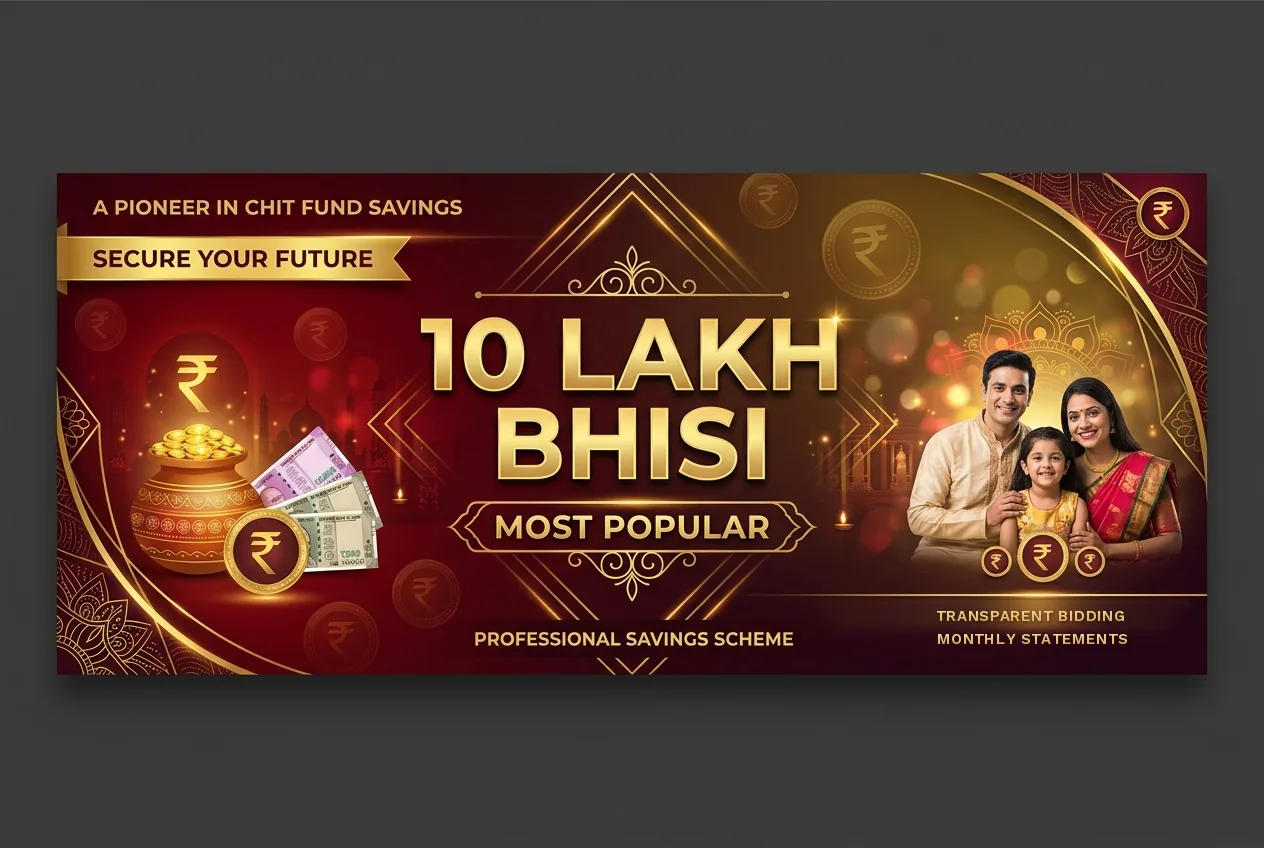 A PIONEER IN CHIT FUND SAVINGS
SECURE YOUR FUTURE
10 LAKH
BHISI
MOST POPULAR
PROFESSIONAL SAVINGS SCHEME
TRANSPARENT BIDDING
MONTHLY STATEMENTS
₹
₹
₹
₹
₹
₹
₹
₹
₹
₹
₹
₹